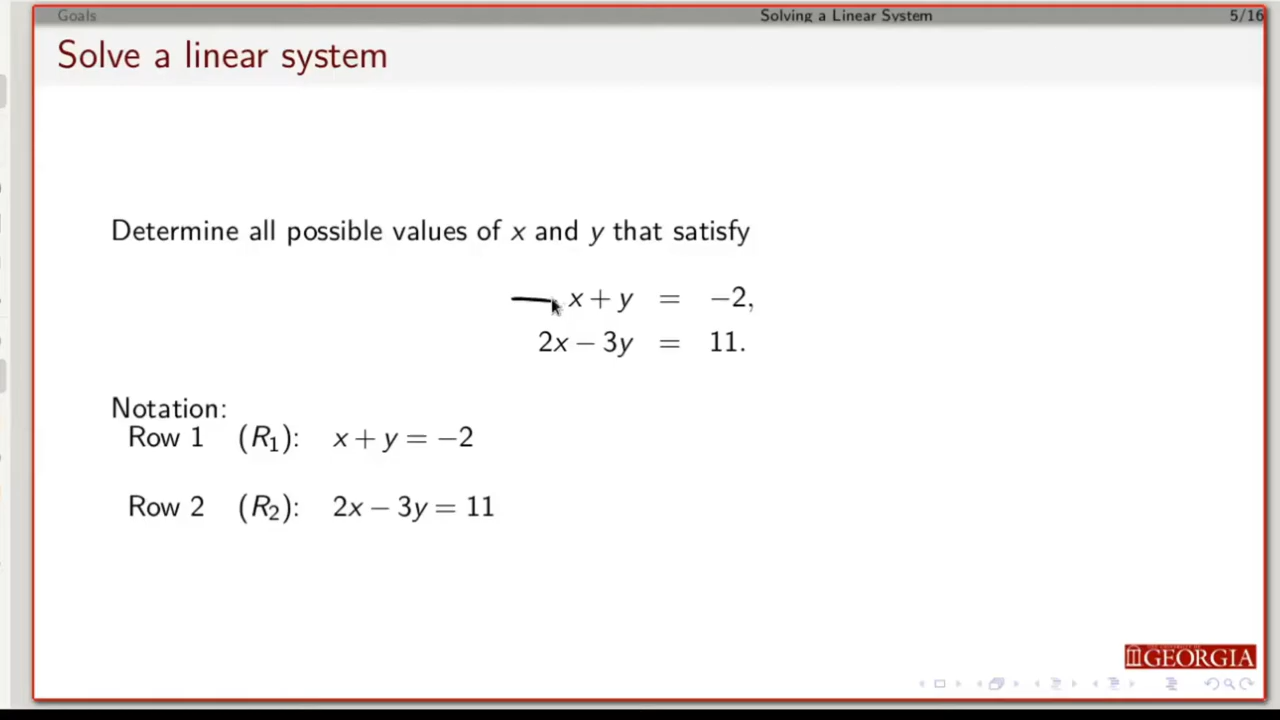 Goals Solving a Linear System 5/16
Solve a linear system
Determine all possible values of x and y that satisfy
x + y = −2,
2x − 3y = 11.
Notation:
Row 1 (R₁): x + y = −2
Row 2 (R₂): 2x − 3y = 11
GEORGIA